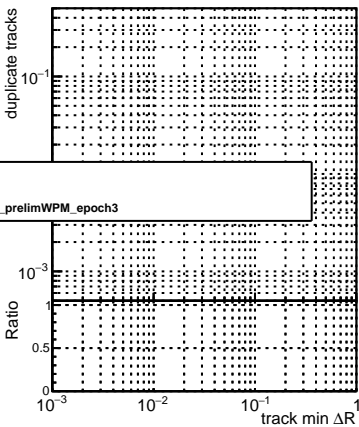 duplicate tracks
10⁻¹
_prelimWPM_epoch3
10⁻³
Ratio
1
0.5
0
10⁻³ 10⁻² 10⁻¹ 1
track min ΔR